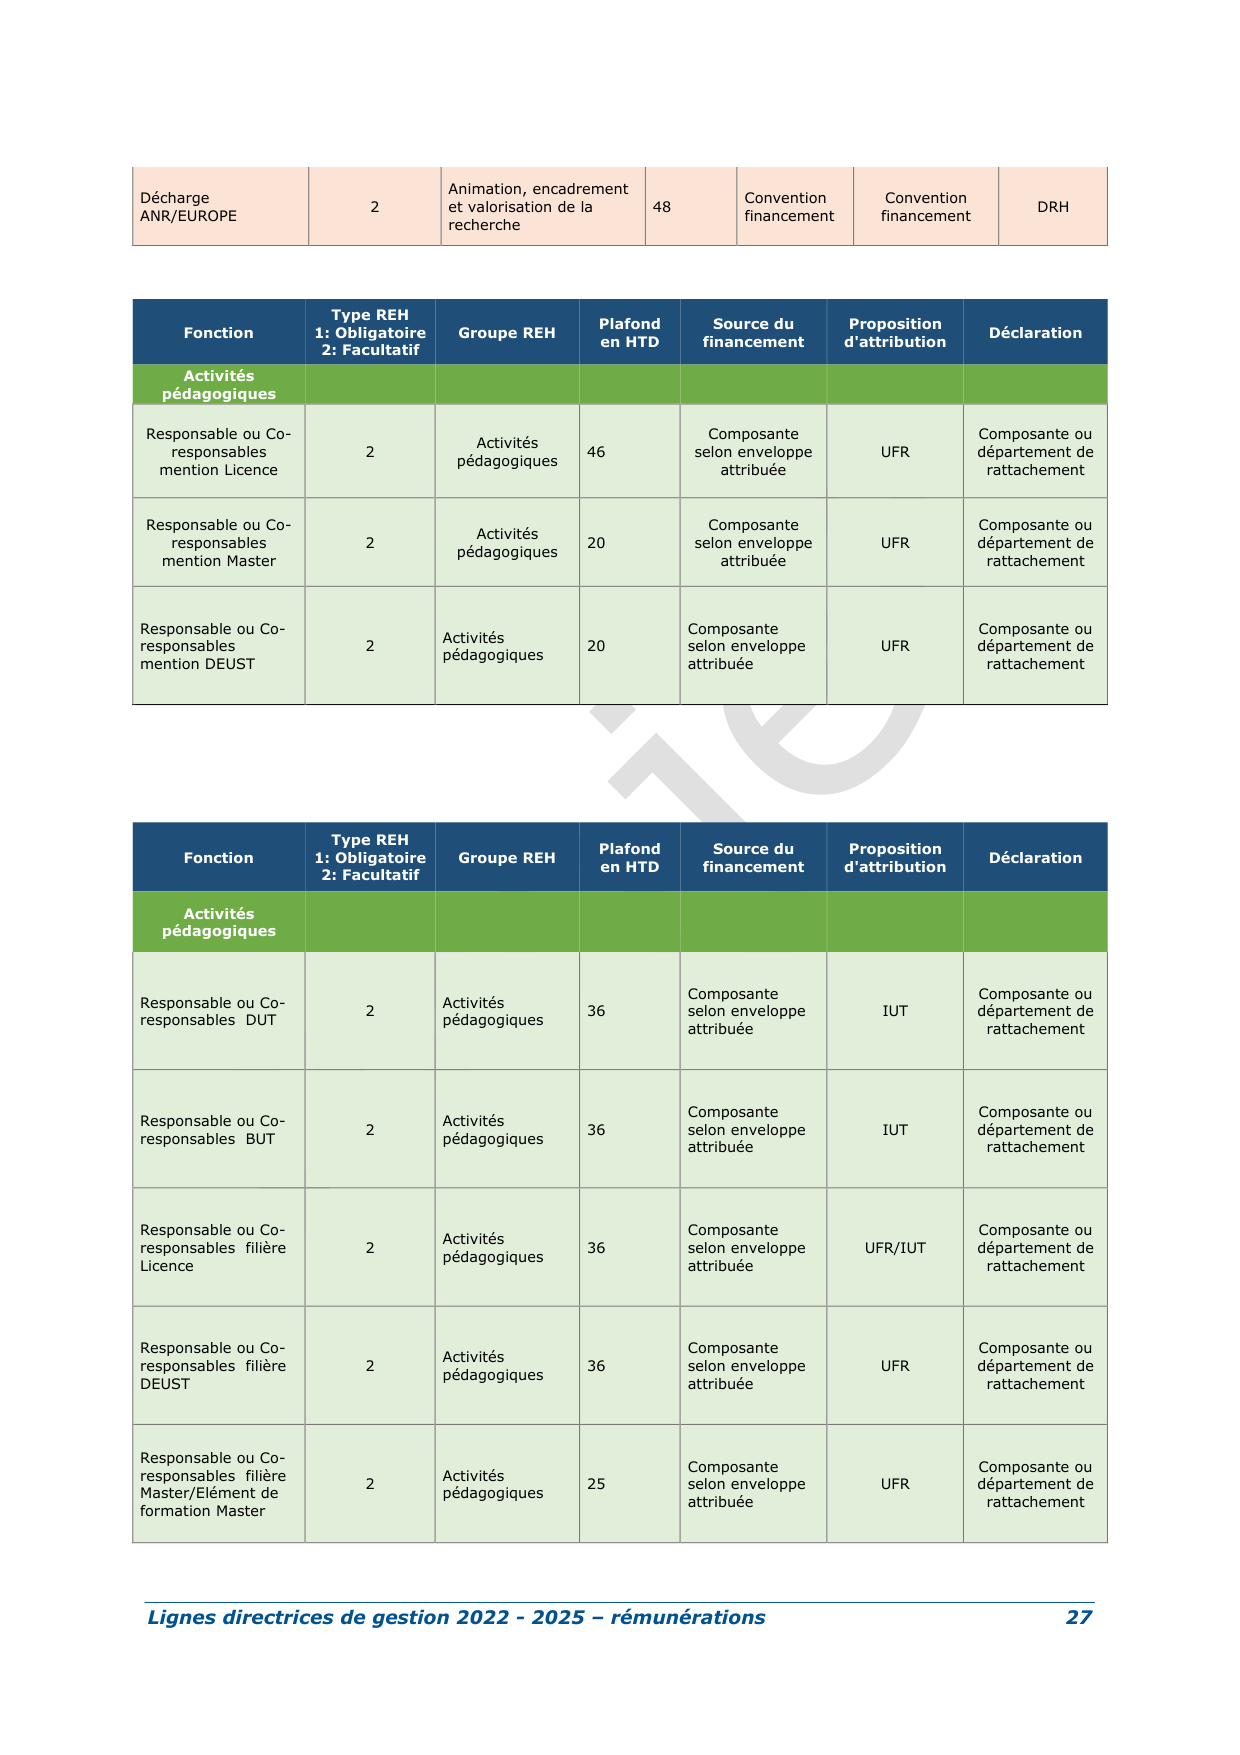 Décharge
ANR/EUROPE
2
Animation, encadrement
et valorisation de la
recherche
48
Convention
financement
Convention
financement
DRH
Fonction
Type REH
1: Obligatoire
2: Facultatif
Groupe REH
Plafond
en HTD
Source du
financement
Proposition
d'attribution
Déclaration
Activités
pédagogiques
Responsable ou Co-
responsables
mention Licence
2
Activités
pédagogiques
46
Composante
selon enveloppe
attribuée
UFR
Composante ou
département de
rattachement
Responsable ou Co-
responsables
mention Master
2
Activités
pédagogiques
20
Composante
selon enveloppe
attribuée
UFR
Composante ou
département de
rattachement
Responsable ou Co-
responsables
mention DEUST
2
Activités
pédagogiques
20
Composante
selon enveloppe
attribuée
UFR
Composante ou
département de
rattachement
Fonction
Type REH
1: Obligatoire
2: Facultatif
Groupe REH
Plafond
en HTD
Source du
financement
Proposition
d'attribution
Déclaration
Activités
pédagogiques
Responsable ou Co-
responsables  DUT
2
Activités
pédagogiques
36
Composante
selon enveloppe
attribuée
IUT
Composante ou
département de
rattachement
Responsable ou Co-
responsables  BUT
2
Activités
pédagogiques
36
Composante
selon enveloppe
attribuée
IUT
Composante ou
département de
rattachement
Responsable ou Co-
responsables  filière
Licence
2
Activités
pédagogiques
36
Composante
selon enveloppe
attribuée
UFR/IUT
Composante ou
département de
rattachement
Responsable ou Co-
responsables  filière
DEUST
2
Activités
pédagogiques
36
Composante
selon enveloppe
attribuée
UFR
Composante ou
département de
rattachement
Responsable ou Co-
responsables  filière
Master/Elément de
formation Master
2
Activités
pédagogiques
25
Composante
selon enveloppe
attribuée
UFR
Composante ou
département de
rattachement
Lignes directrices de gestion 2022 - 2025 – rémunérations 27